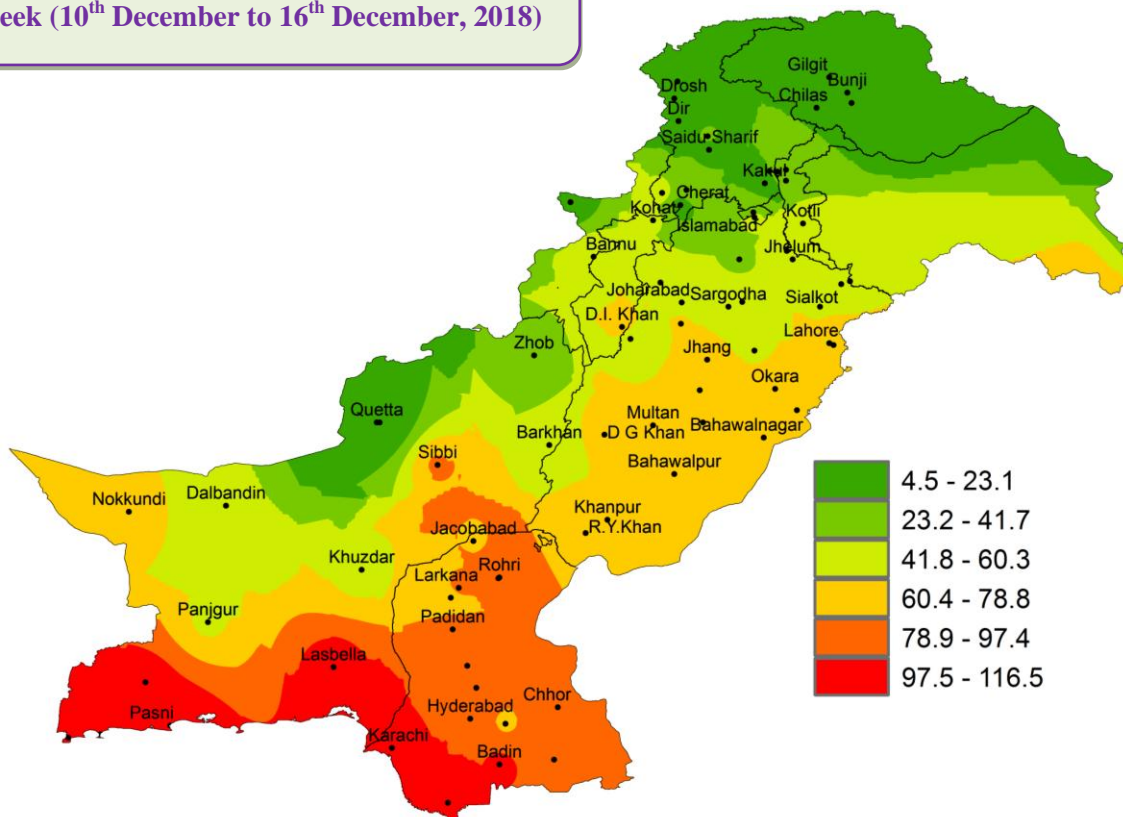 eek (10th December to 16th December, 2018)
Gilgit
Bunji
Drosh
Chilas
Dir
Saidu Sharif
Kakul
Cherat
Kohat
Kotli
Islamabad
Bannu
Jhelum
Joharabad
Sargodha
Sialkot
D.I. Khan
Lahore
Zhob
Jhang
Okara
Quetta
Multan
Barkhan
D G Khan
Bahawalnagar
Sibbi
Bahawalpur
Nokkundi
Dalbandin
Khanpur
R.Y.Khan
Jacobabad
Khuzdar
Rohri
Larkana
Panjgur
Padidan
Lasbella
Chhor
Pasni
Hyderabad
Karachi
Badin
4.5 - 23.1
23.2 - 41.7
41.8 - 60.3
60.4 - 78.8
78.9 - 97.4
97.5 - 116.5